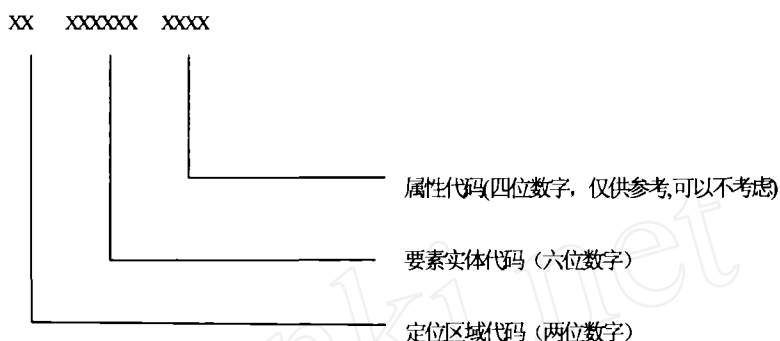 XX XXXXXX XXXX
属性代码(四位数字，仅供参考,可以不考虑)
要素实体代码（六位数字）
定位区域代码（两位数字）